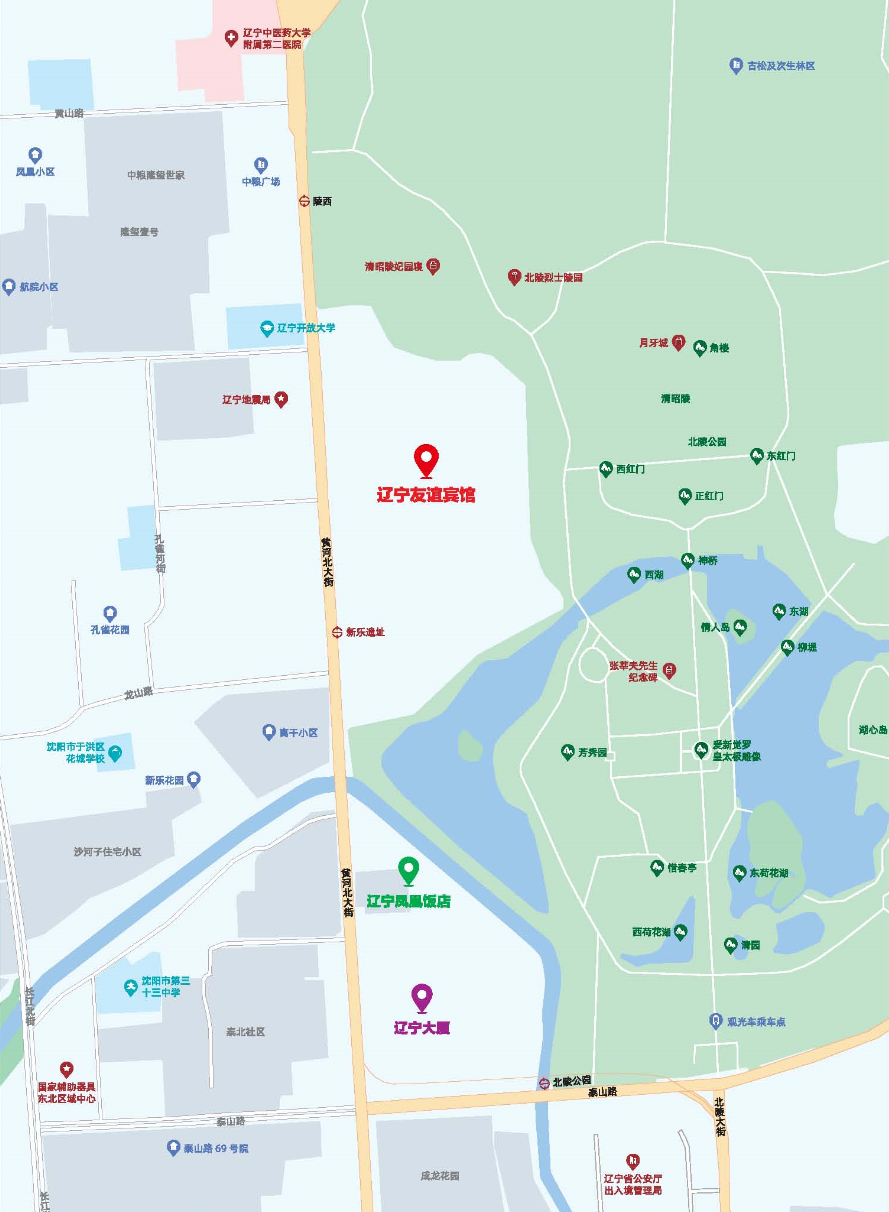 辽宁中医药大学
附属第二医院
古松及次生林区
黄山路
凤凰小区
中粮隆玺世家
中粮广场
陵西
隆玺壹号
清昭陵妃园寝
北陵烈士陵园
航院小区
辽宁开放大学
月牙城
角楼
辽宁地震局
清昭陵
北陵公园
东红门
西红门
辽宁友谊宾馆
正红门
孔雀河街
黄河北大街
神桥
西湖
孔雀花园
东湖
情人岛
新乐遗址
柳堤
张莘夫先生
纪念碑
龙山路
高干小区
湖心岛
沈阳市于洪区
花城学校
芳秀园
爱新觉罗
皇太极雕像
新乐花园
沙河子住宅小区
惜春亭
东荷花湖
黄河北大街
辽宁凤凰饭店
西荷花湖
清园
沈阳市第三
十三中学
长江北街
辽宁大厦
观光车乘车点
泰北社区
国家辅助器具
东北区域中心
北陵公园
泰山路
北陵大街
泰山路
泰山路 69 号院
成龙花园
辽宁省公安厅
出入境管理局
长江